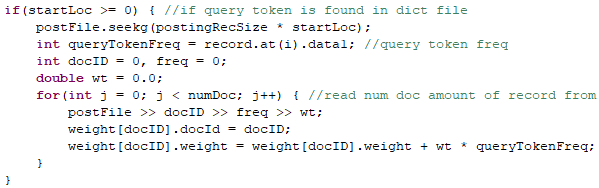 if(startLoc >= 0) { //if query token is found in dict file
    postFile.seekg(postingRecSize * startLoc);
    int queryTokenFreq = record.at(i).data1; //query token freq
    int docID = 0, freq = 0;
    double wt = 0.0;
    for(int j = 0; j < numDoc; j++) { //read num doc amount of record from
        postFile >> docID >> freq >> wt;
        weight[docID].docId = docID;
        weight[docID].weight = weight[docID].weight + wt * queryTokenFreq;
    }
}